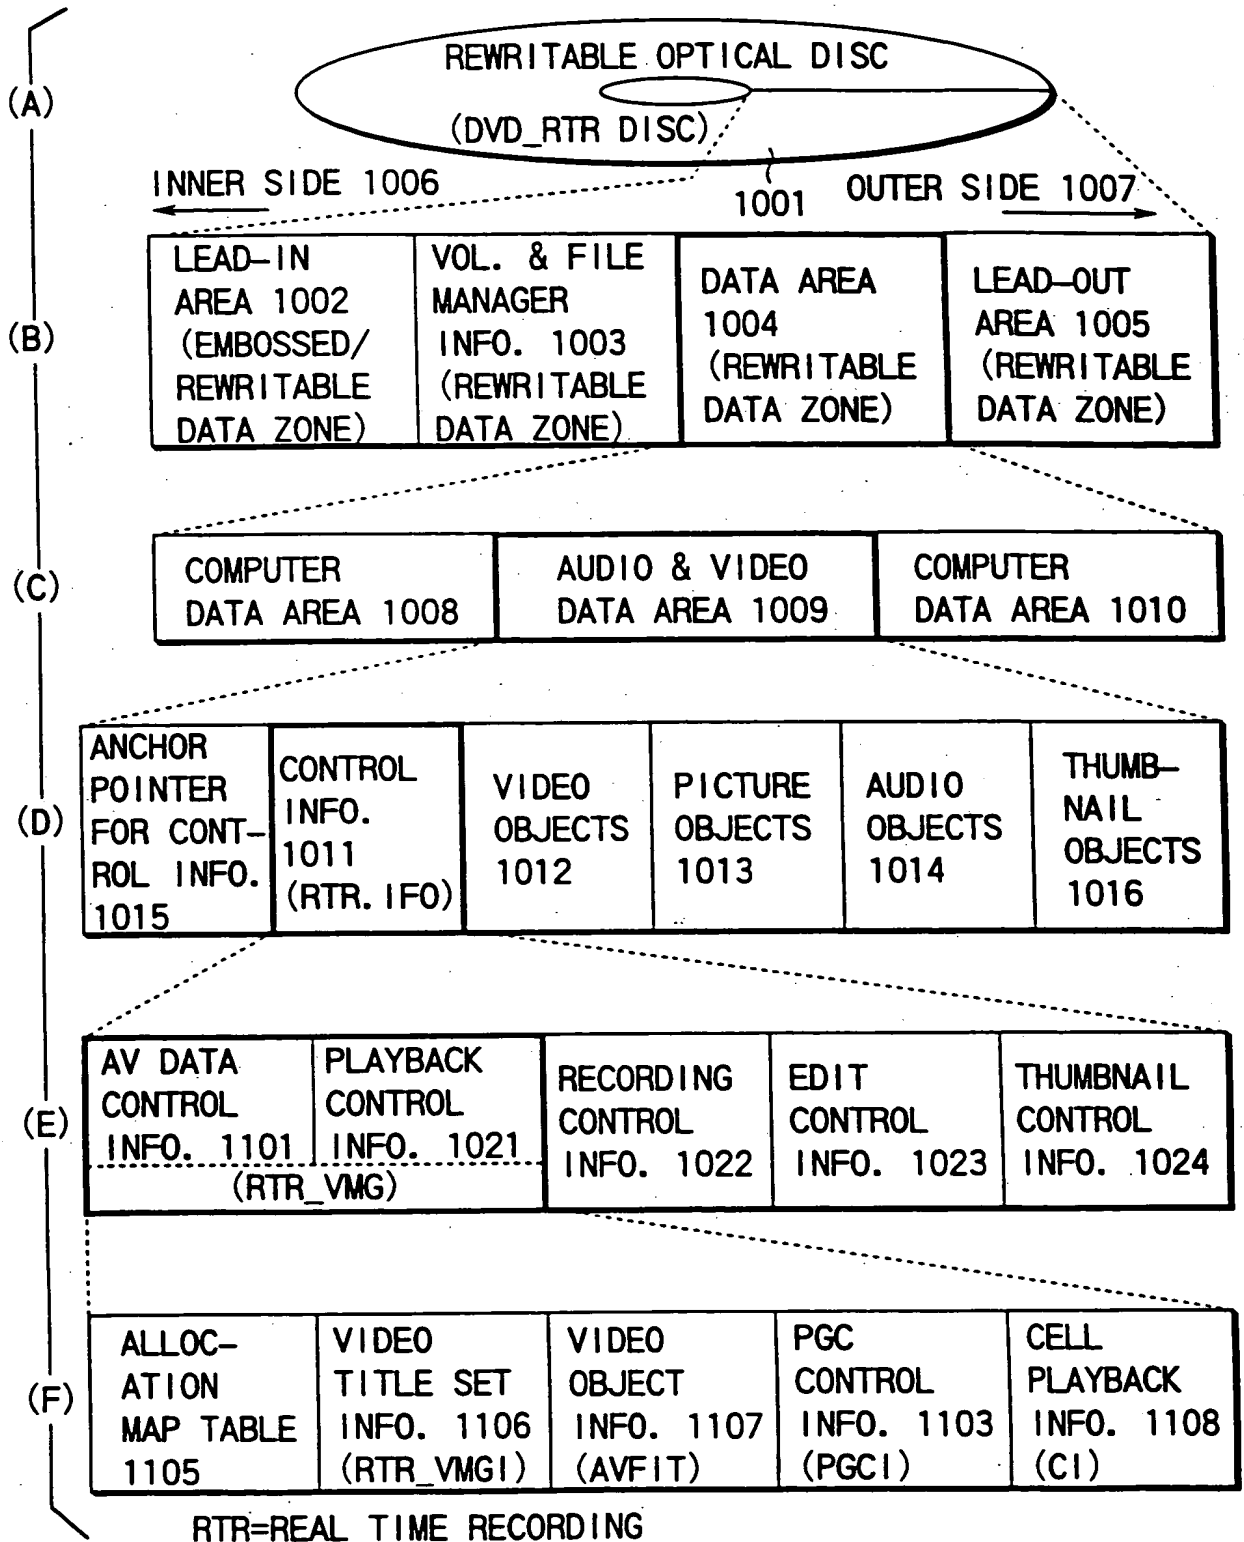 REWRITABLE OPTICAL DISC
(A)
(DVD_RTR DISC)
INNER SIDE 1006
1001
OUTER SIDE 1007
(B)
LEAD-IN
AREA 1002
(EMBOSSED/
REWRITABLE
DATA ZONE)
VOL. & FILE
MANAGER
INFO. 1003
(REWRITABLE
DATA ZONE)
DATA AREA
1004
(REWRITABLE
DATA ZONE)
LEAD-OUT
AREA 1005
(REWRITABLE
DATA ZONE)
(C)
COMPUTER
DATA AREA 1008
AUDIO & VIDEO
DATA AREA 1009
COMPUTER
DATA AREA 1010
(D)
ANCHOR
POINTER
FOR CONT-
ROL INFO.
1015
CONTROL
INFO.
1011
(RTR.IFO)
VIDEO
OBJECTS
1012
PICTURE
OBJECTS
1013
AUDIO
OBJECTS
1014
THUMB-
NAIL
OBJECTS
1016
(E)
AV DATA
CONTROL
INFO. 1101
PLAYBACK
CONTROL
INFO. 1021
(RTR_VMG)
RECORDING
CONTROL
INFO. 1022
EDIT
CONTROL
INFO. 1023
THUMBNAIL
CONTROL
INFO. 1024
(F)
ALLOC-
ATION
MAP TABLE
1105
VIDEO
TITLE SET
INFO. 1106
(RTR_VMGI)
VIDEO
OBJECT
INFO. 1107
(AVFIT)
PGC
CONTROL
INFO. 1103
(PGCI)
CELL
PLAYBACK
INFO. 1108
(CI)
RTR=REAL TIME RECORDING